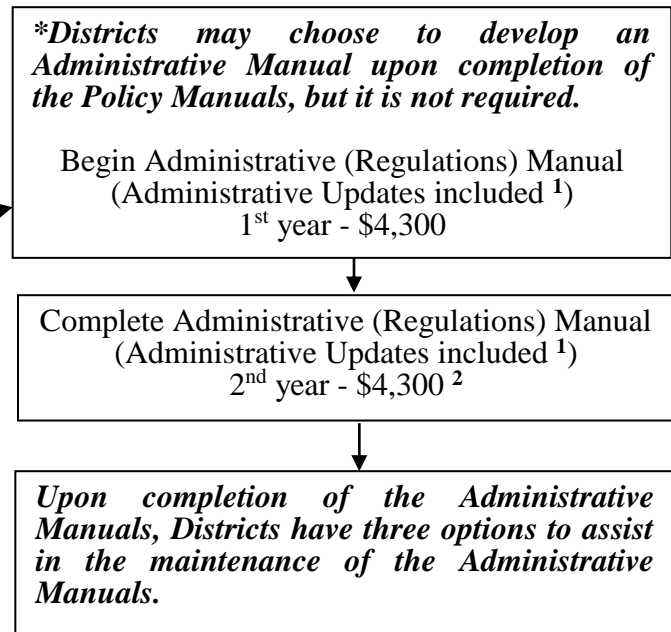 *Districts may choose to develop an
Administrative Manual upon completion of
the Policy Manuals, but it is not required.
Begin Administrative (Regulations) Manual
(Administrative Updates included 1)
1st year - $4,300
Complete Administrative (Regulations) Manual
(Administrative Updates included 1)
2nd year - $4,300 2
Upon completion of the Administrative
Manuals, Districts have three options to assist
in the maintenance of the Administrative
Manuals.